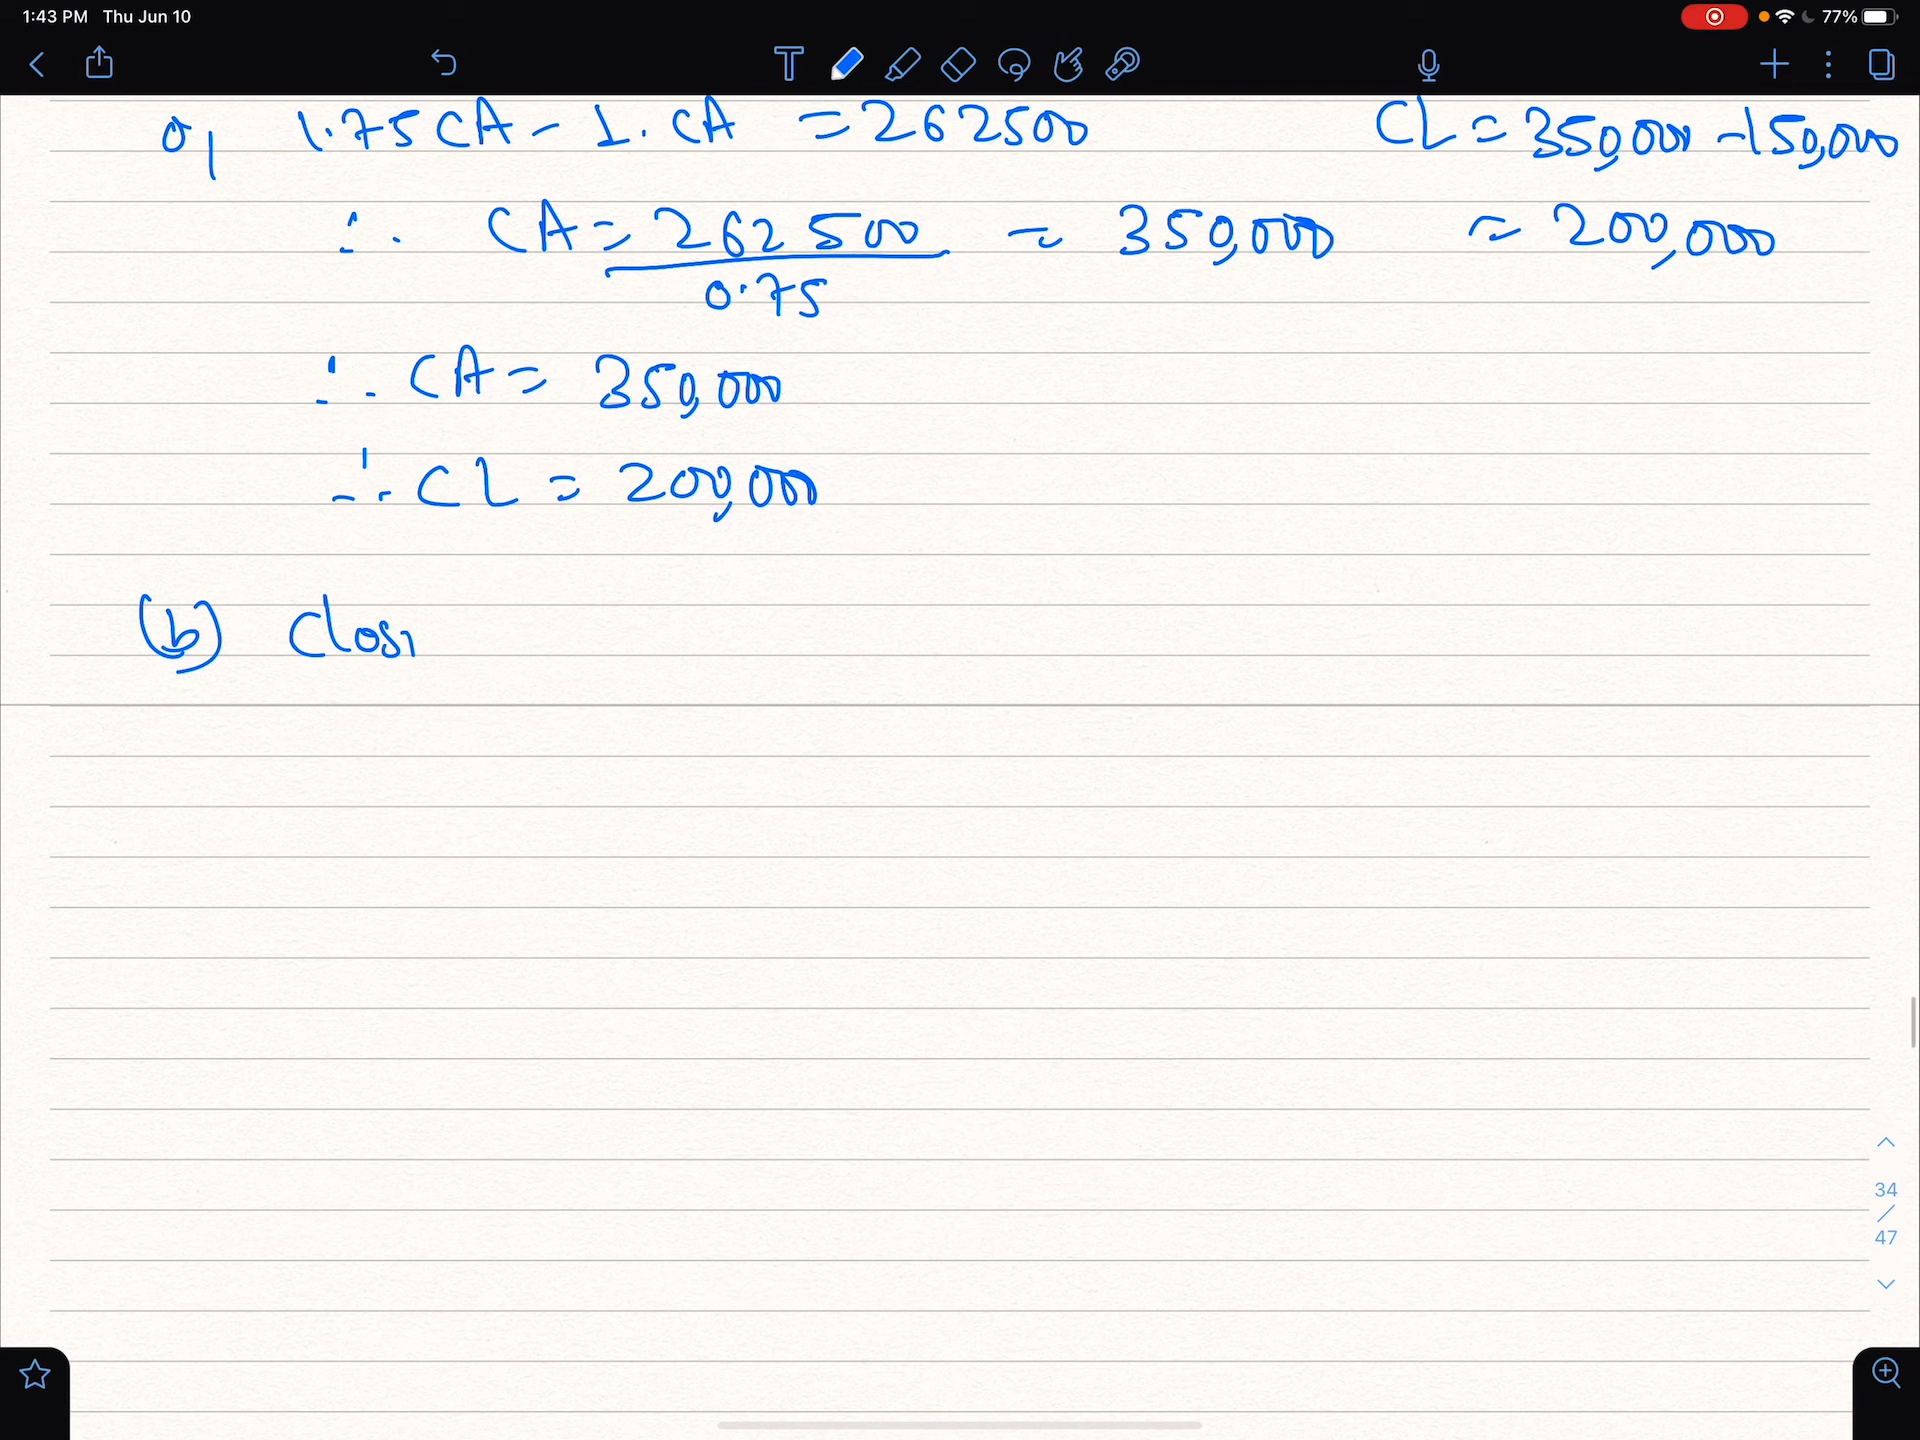 1:43 PM Thu Jun 10
77%
or 1.75 CA - 1. CA = 262500
CL = 350,000 - 150,000
∴ CA = 262500 = 350,000
= 200,000
0.75
∴ CA = 350,000
∴ CL = 200,000
(b) Closi
34
/
47